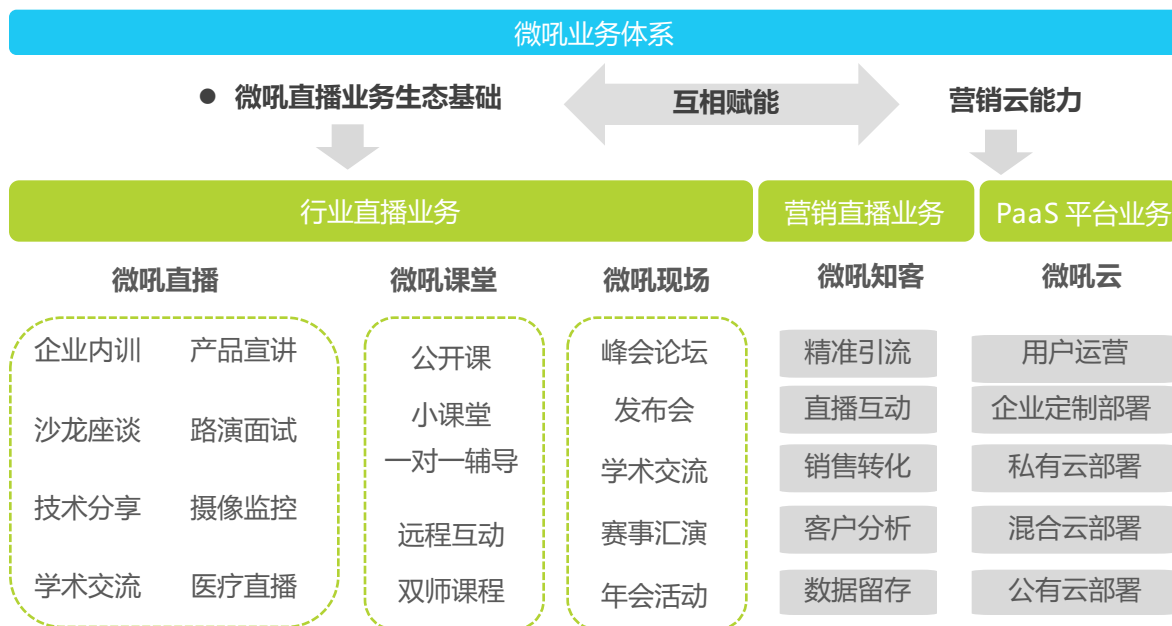 微吼业务体系
● 微吼直播业务生态基础
互相赋能
营销云能力
行业直播业务
营销直播业务
PaaS 平台业务
微吼直播
微吼课堂
微吼现场
微吼知客
微吼云
企业内训 产品宣讲
沙龙座谈 路演面试
技术分享 摄像监控
学术交流 医疗直播
公开课
小课堂
一对一辅导
远程互动
双师课程
峰会论坛
发布会
学术交流
赛事汇演
年会活动
精准引流
直播互动
销售转化
客户分析
数据留存
用户运营
企业定制部署
私有云部署
混合云部署
公有云部署